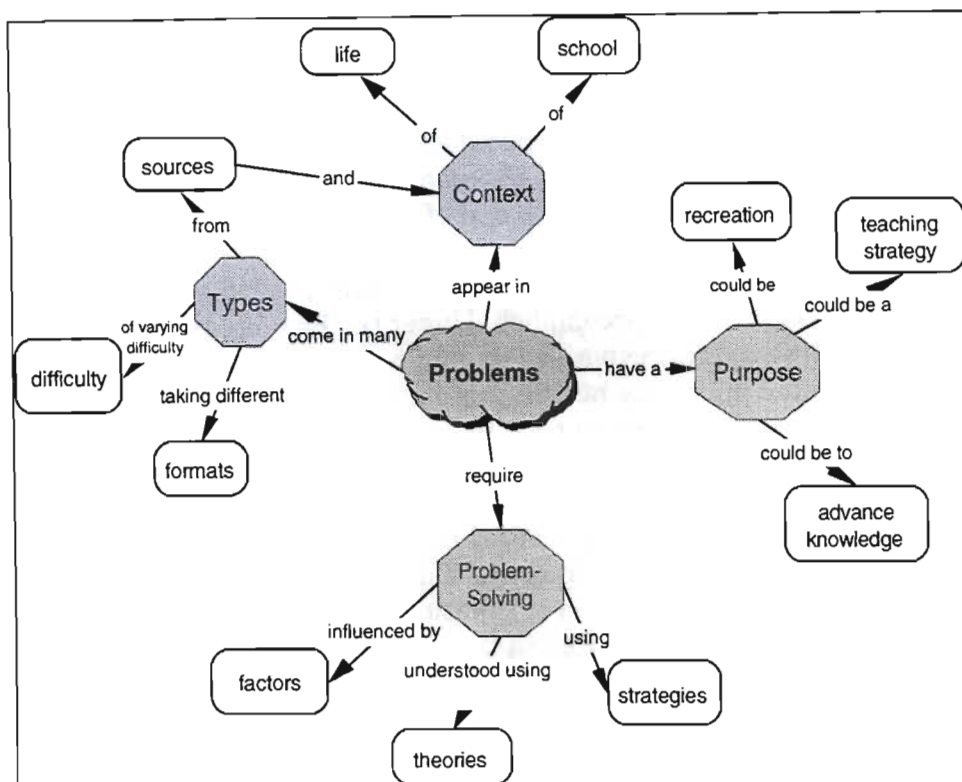 life
school
of
of
sources
and
Context
recreation
teaching
strategy
from
could be
appear in
Types
could be a
of varying
difficulty
come in many
difficulty
Problems
have a
Purpose
taking different
could be to
formats
require
advance
knowledge
Problem-
Solving
influenced by
using
understood using
factors
strategies
theories